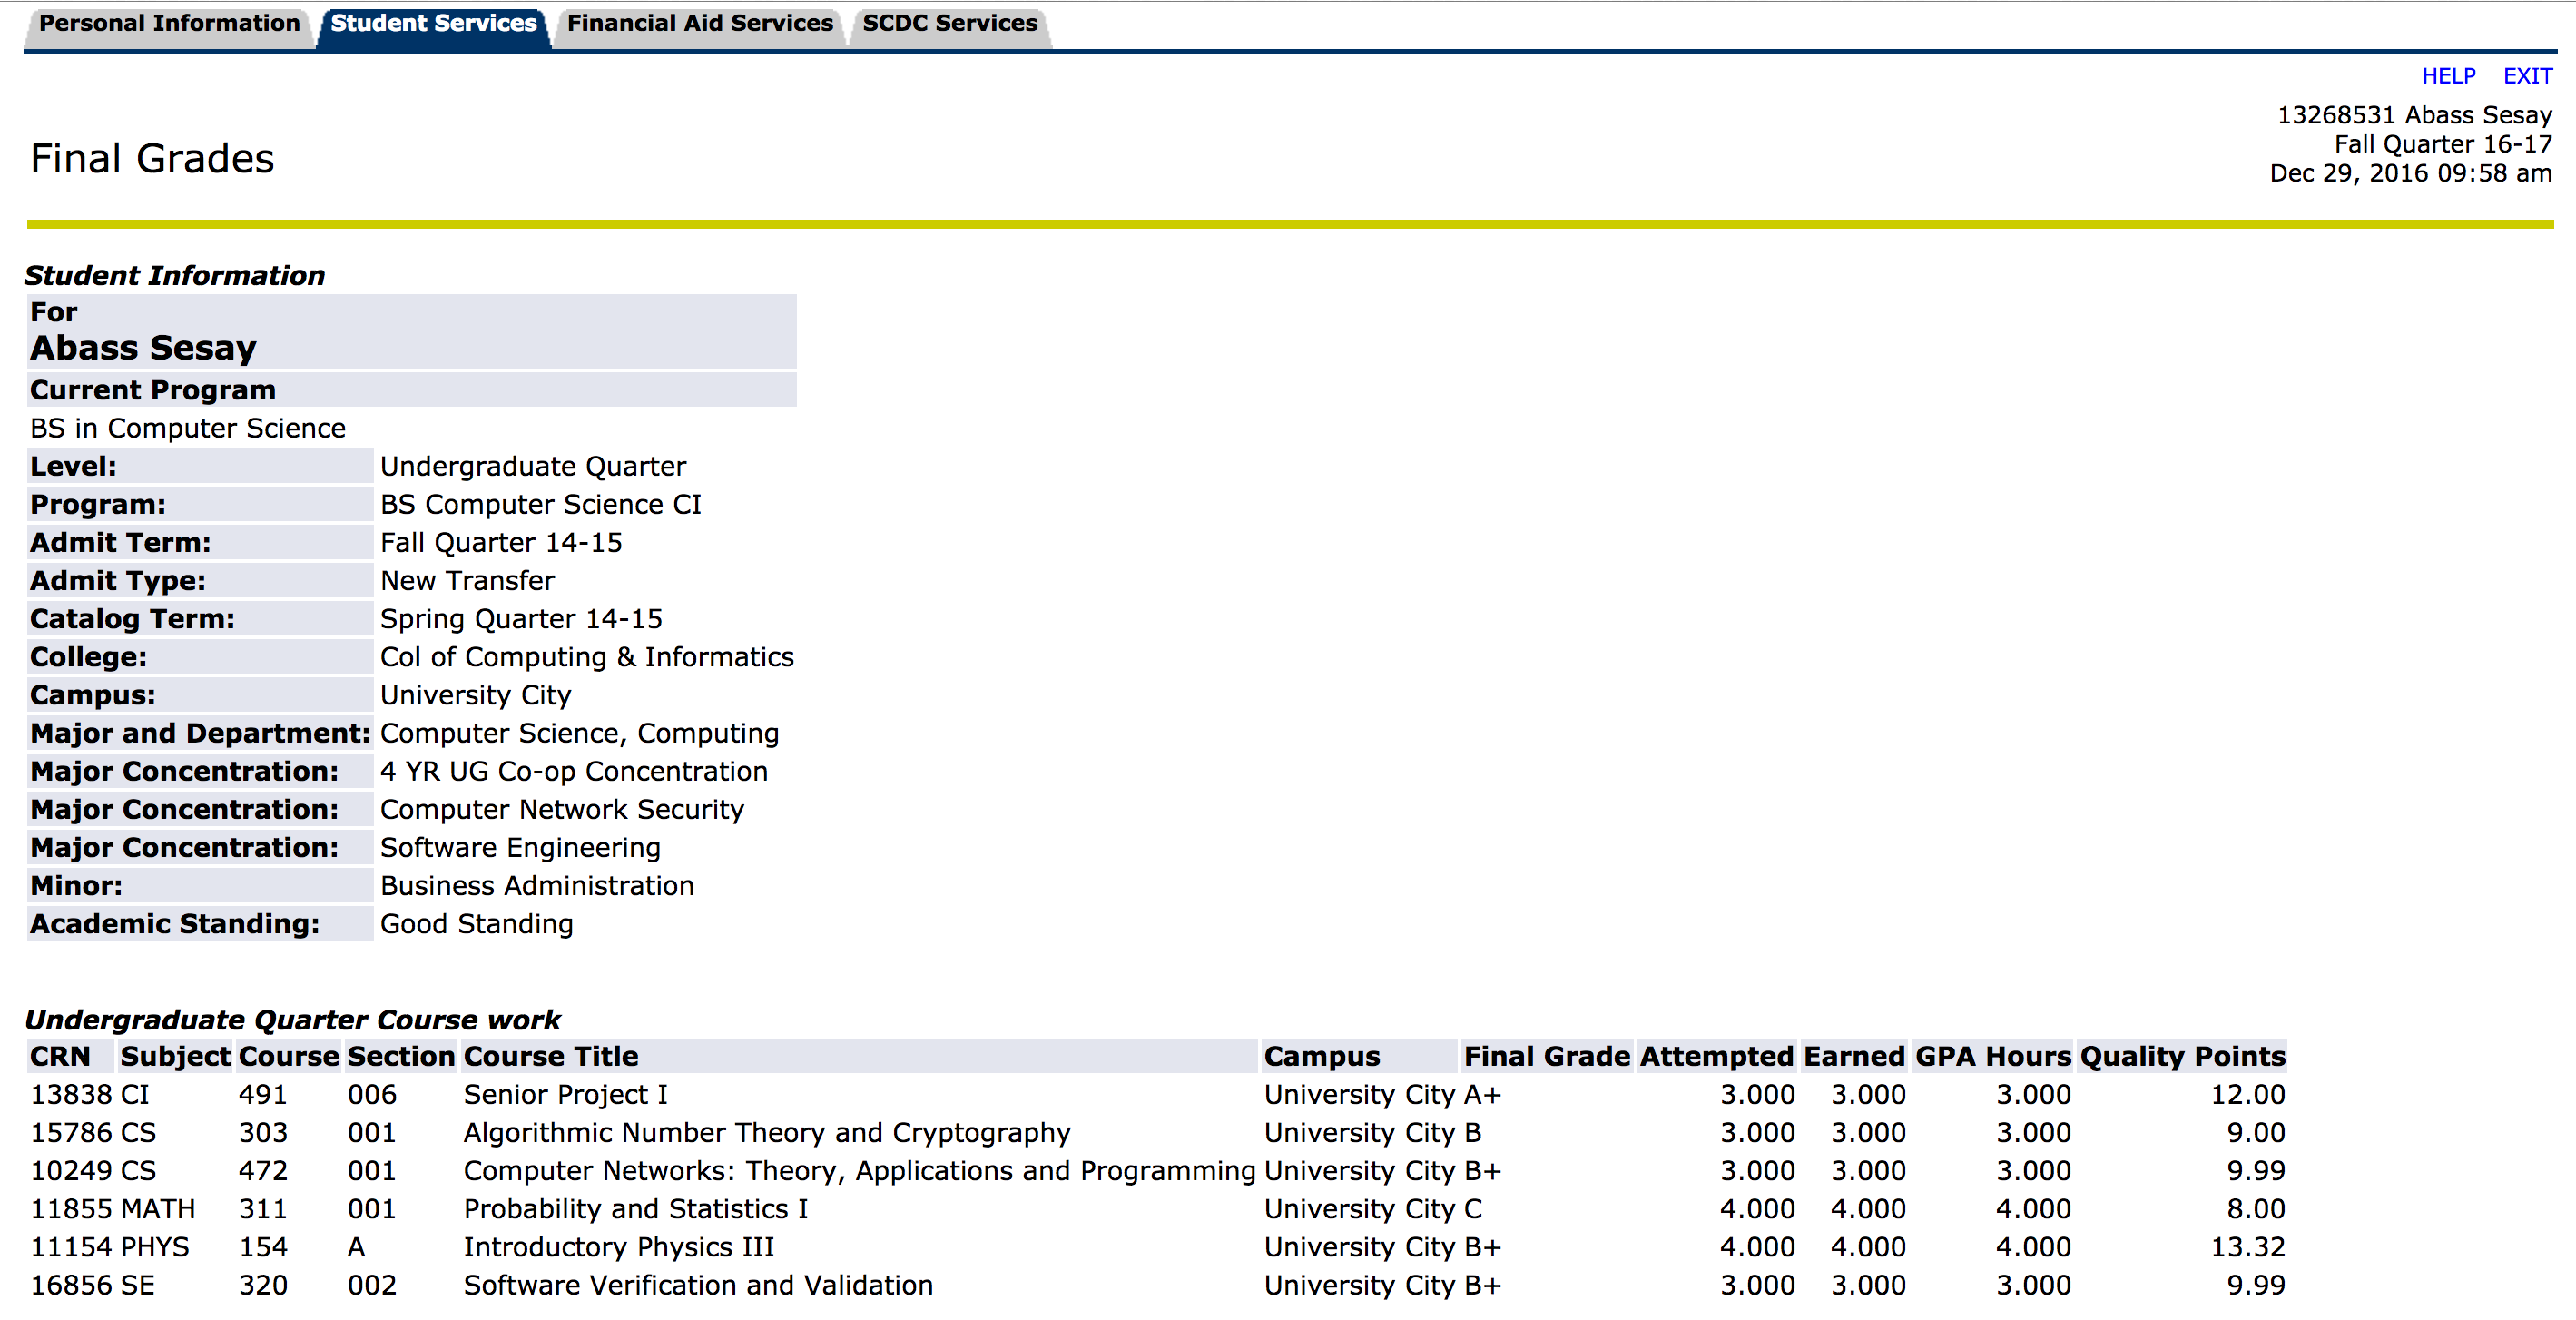 Personal Information Student Services Financial Aid Services SCDC Services
HELP EXIT
13268531 Abass Sesay
Fall Quarter 16-17
Dec 29, 2016 09:58 am
Final Grades
Student Information
For
Abass Sesay
Current Program
BS in Computer Science
Level: Undergraduate Quarter
Program: BS Computer Science CI
Admit Term: Fall Quarter 14-15
Admit Type: New Transfer
Catalog Term: Spring Quarter 14-15
College: Col of Computing & Informatics
Campus: University City
Major and Department: Computer Science, Computing
Major Concentration: 4 YR UG Co-op Concentration
Major Concentration: Computer Network Security
Major Concentration: Software Engineering
Minor: Business Administration
Academic Standing: Good Standing
Undergraduate Quarter Course work
CRN Subject Course Section Course Title Campus Final Grade Attempted Earned GPA Hours Quality Points
13838 CI 491 006 Senior Project I University City A+ 3.000 3.000 3.000 12.00
15786 CS 303 001 Algorithmic Number Theory and Cryptography University City B 3.000 3.000 3.000 9.00
10249 CS 472 001 Computer Networks: Theory, Applications and Programming University City B+ 3.000 3.000 3.000 9.99
11855 MATH 311 001 Probability and Statistics I University City C 4.000 4.000 4.000 8.00
11154 PHYS 154 A Introductory Physics III University City B+ 4.000 4.000 4.000 13.32
16856 SE 320 002 Software Verification and Validation University City B+ 3.000 3.000 3.000 9.99